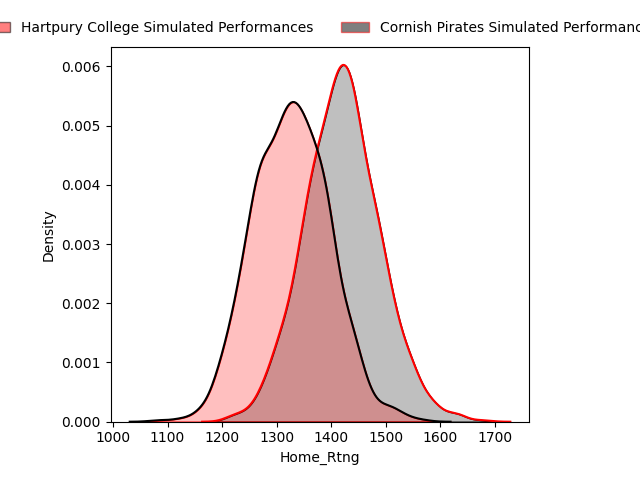 Hartpury College Simulated Performances
Cornish Pirates Simulated
0.006
0.005
0.004
0.003
0.002
0.001
0.000
Density
1000 1100 1200 1300 1400 1500 1600 1700
Home_Rtng